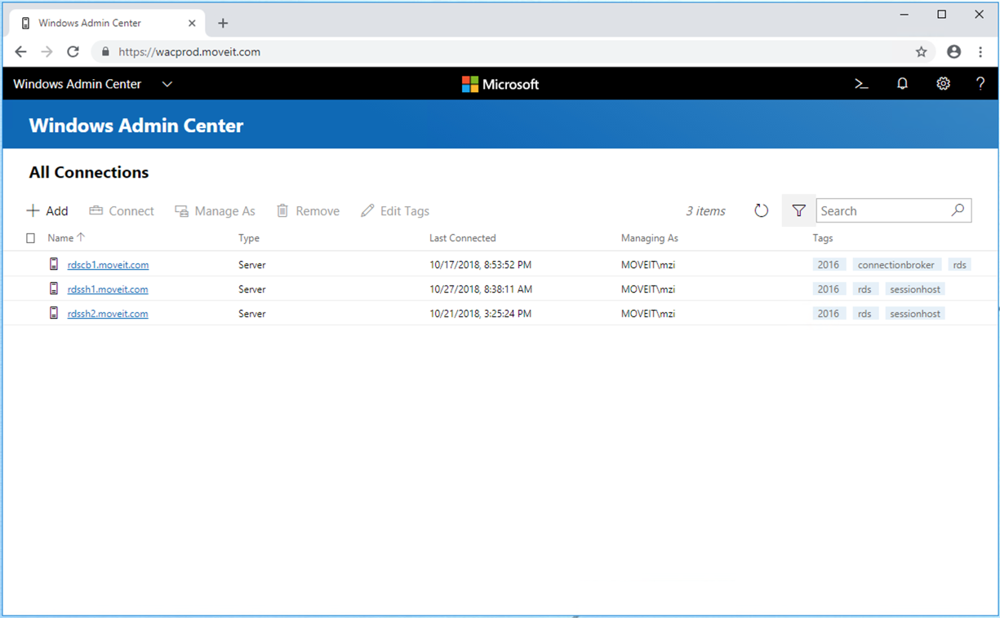 Windows Admin Center
https://wacprod.moveit.com
Windows Admin Center Microsoft ?
Windows Admin Center
All Connections
Add Connect Manage As Remove Edit Tags 3 items Search
Name Type Last Connected Managing As Tags
rdscb1.moveit.com Server 10/17/2018, 8:53:52 PM MOVEIT\mzi 2016 connectionbroker rds
rdssh1.moveit.com Server 10/27/2018, 8:38:11 AM MOVEIT\mzi 2016 rds sessionhost
rdssh2.moveit.com Server 10/21/2018, 3:25:24 PM MOVEIT\mzi 2016 rds sessionhost